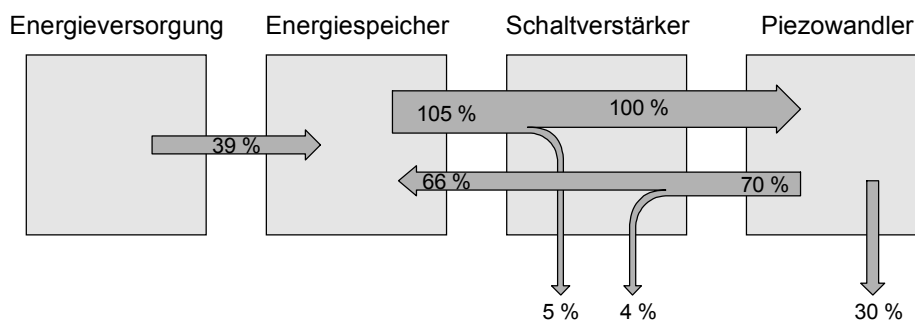 Energieversorgung Energiespeicher Schaltverstärker Piezowandler
105 % 100 %
39 %
66 % 70 %
5 % 4 % 30 %